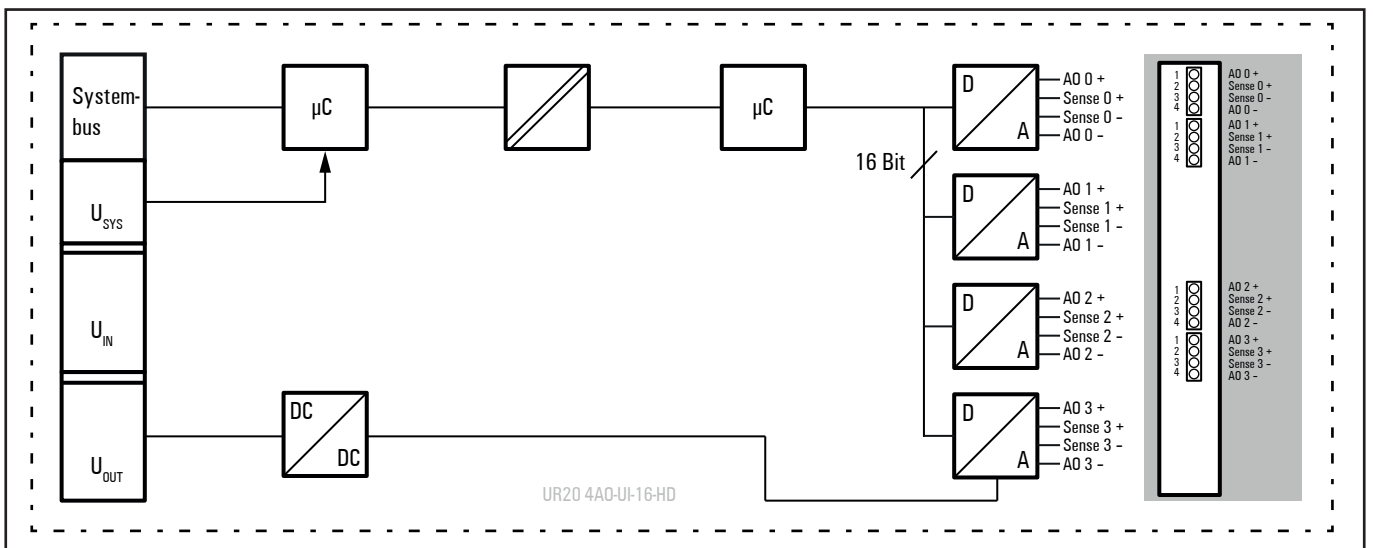 System-
bus
U SYS
U IN
U OUT
µC
µC
DC
DC
16 Bit
D
A
AO 0 +
Sense 0 +
Sense 0 –
AO 0 –
D
A
AO 1 +
Sense 1 +
Sense 1 –
AO 1 –
D
A
AO 2 +
Sense 2 +
Sense 2 –
AO 2 –
D
A
AO 3 +
Sense 3 +
Sense 3 –
AO 3 –
UR20 4AO-UI-16-HD
1 AO 0 +
2 Sense 0 +
3 Sense 0 –
4 AO 0 –
1 AO 1 +
2 Sense 1 +
3 Sense 1 –
4 AO 1 –
1 AO 2 +
2 Sense 2 +
3 Sense 2 –
4 AO 2 –
1 AO 3 +
2 Sense 3 +
3 Sense 3 –
4 AO 3 –